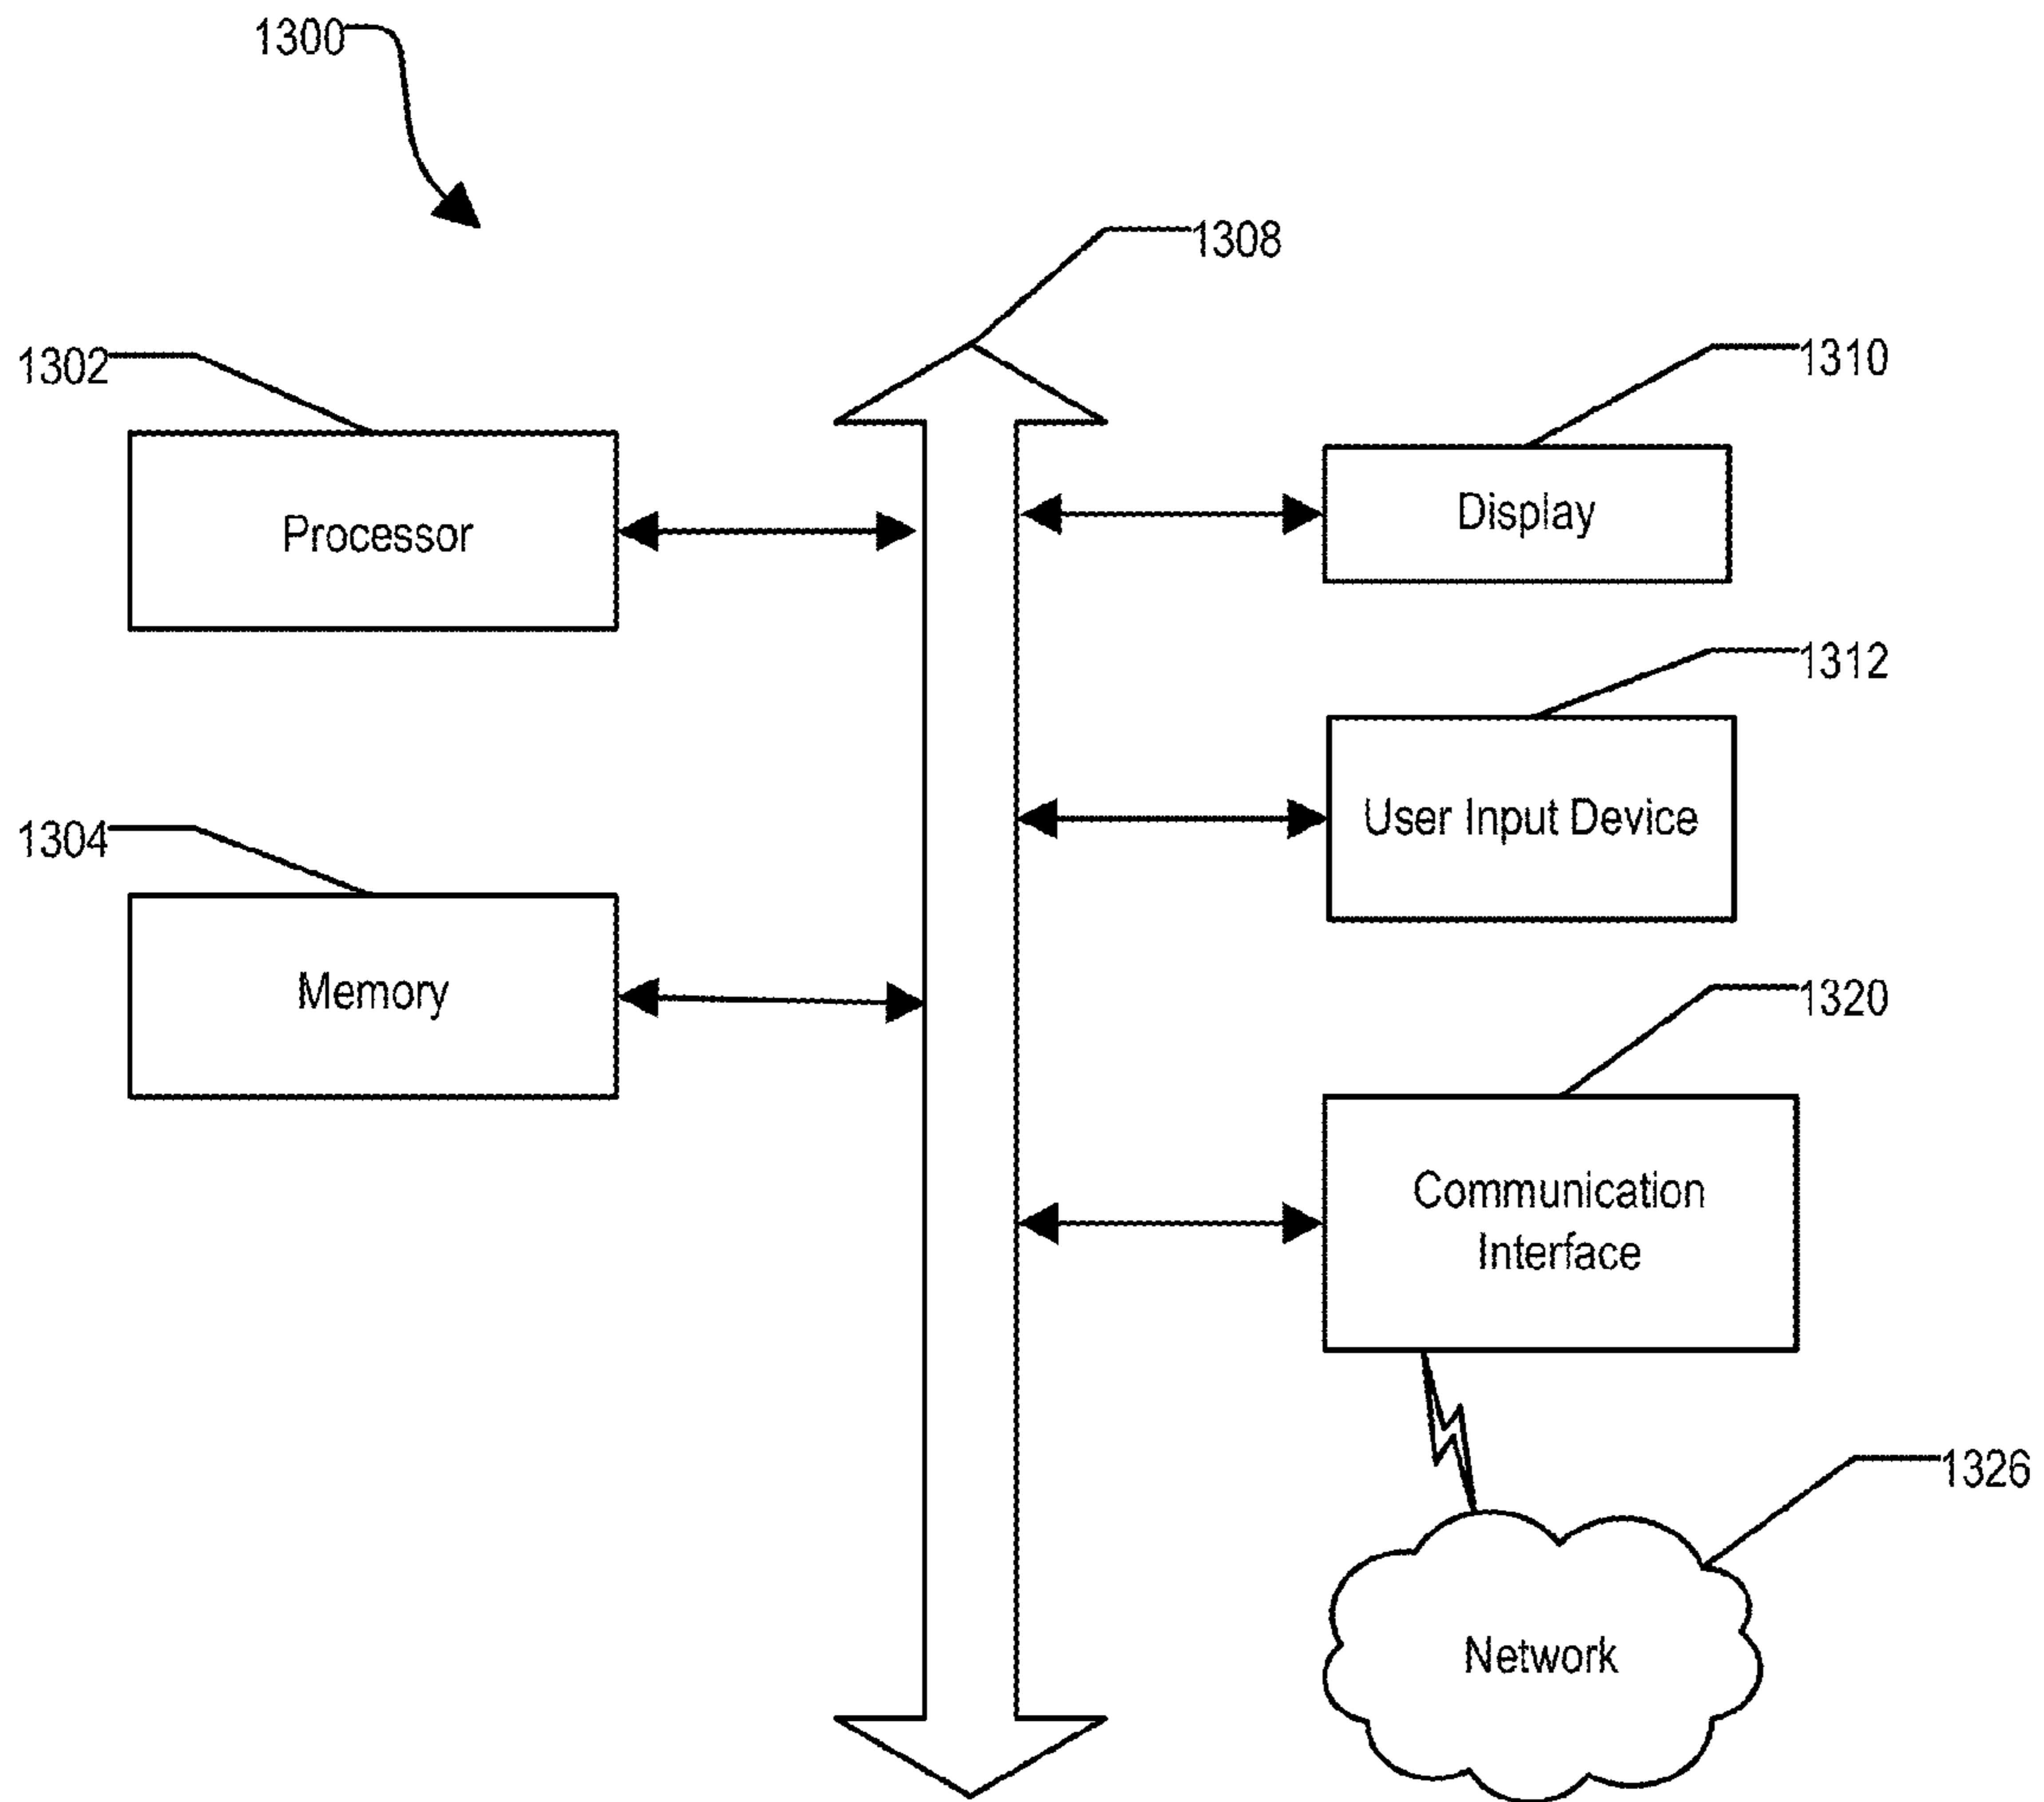 1300
1308
1302
1310
Processor
Display
1312
1304
User Input Device
Memory
1320
Communication
Interface
1326
Network